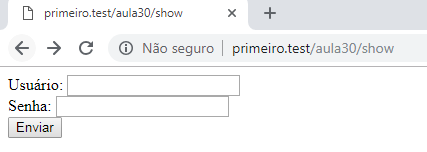 primeiro.test/aula30/show
Não seguro
primeiro.test/aula30/show
Usuário:
Senha:
Enviar